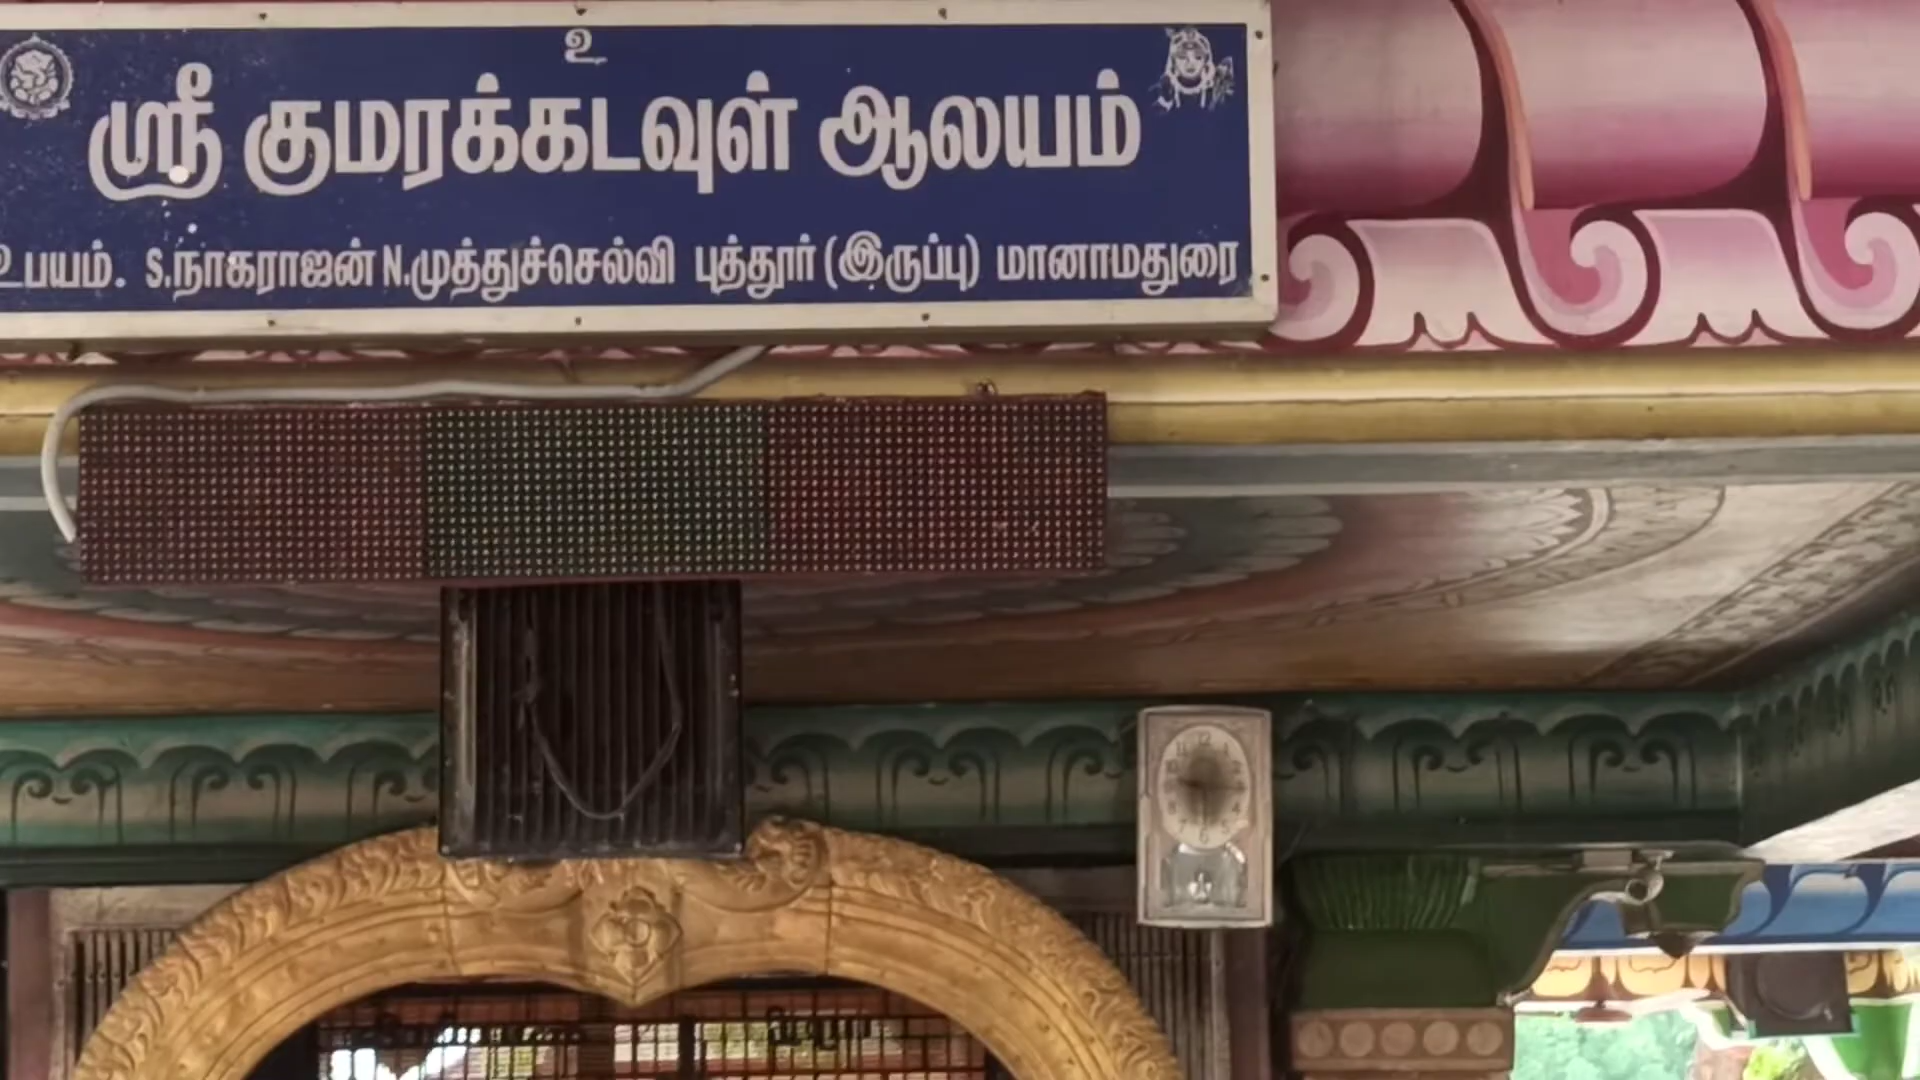 உ
ஸ்ரீ குமரக்கடவுள் ஆலயம்
உபயம். S.நாகராஜன் N.முத்துச்செல்வி புத்தூர் (இருப்பு) மானாமதுரை